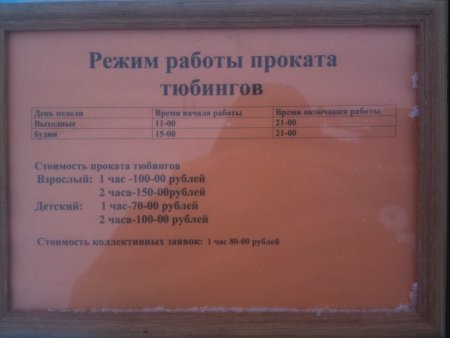 Режим работы проката
тюбингов
День недели Время начала работы Время окончания работы
Выходные 11-00 21-00
будни 15-00 21-00
Стоимость проката тюбингов
Взрослый: 1 час -100-00 рублей
2 часа-150-00рублей
Детский: 1 час-70-00 рублей
2 часа-100-00 рублей
Стоимость коллективных заявок: 1 час 80-00 рублей